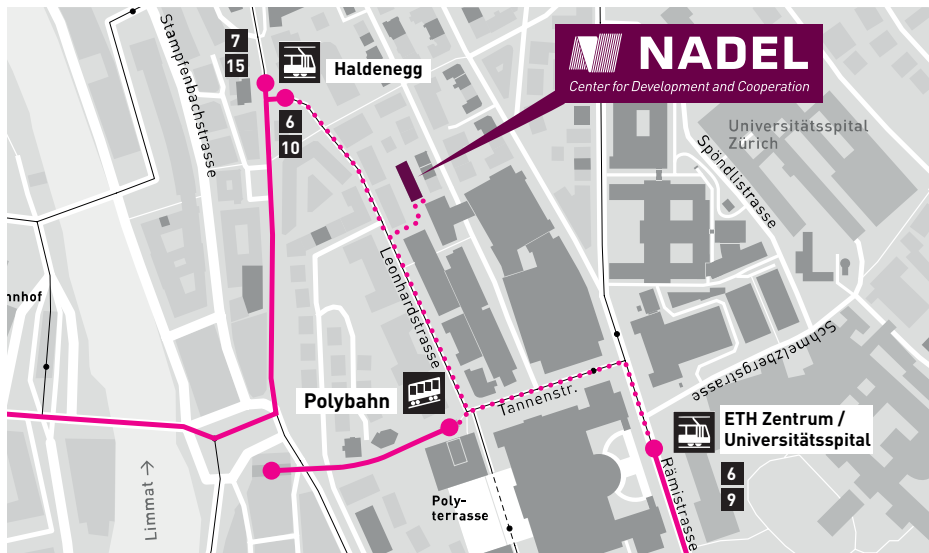 7
15
Haldenegg
6
10
Stampfenbachstrasse
NADEL
Center for Development and Cooperation
Universitätsspital
Zürich
Spöndlistrasse
nnhof
Leonhardstrasse
Schmelzbergstrasse
Polybahn
Tannenstr.
ETH Zentrum /
Universitätsspital
6
9
Limmat →
Poly-
terrasse
Rämistrasse